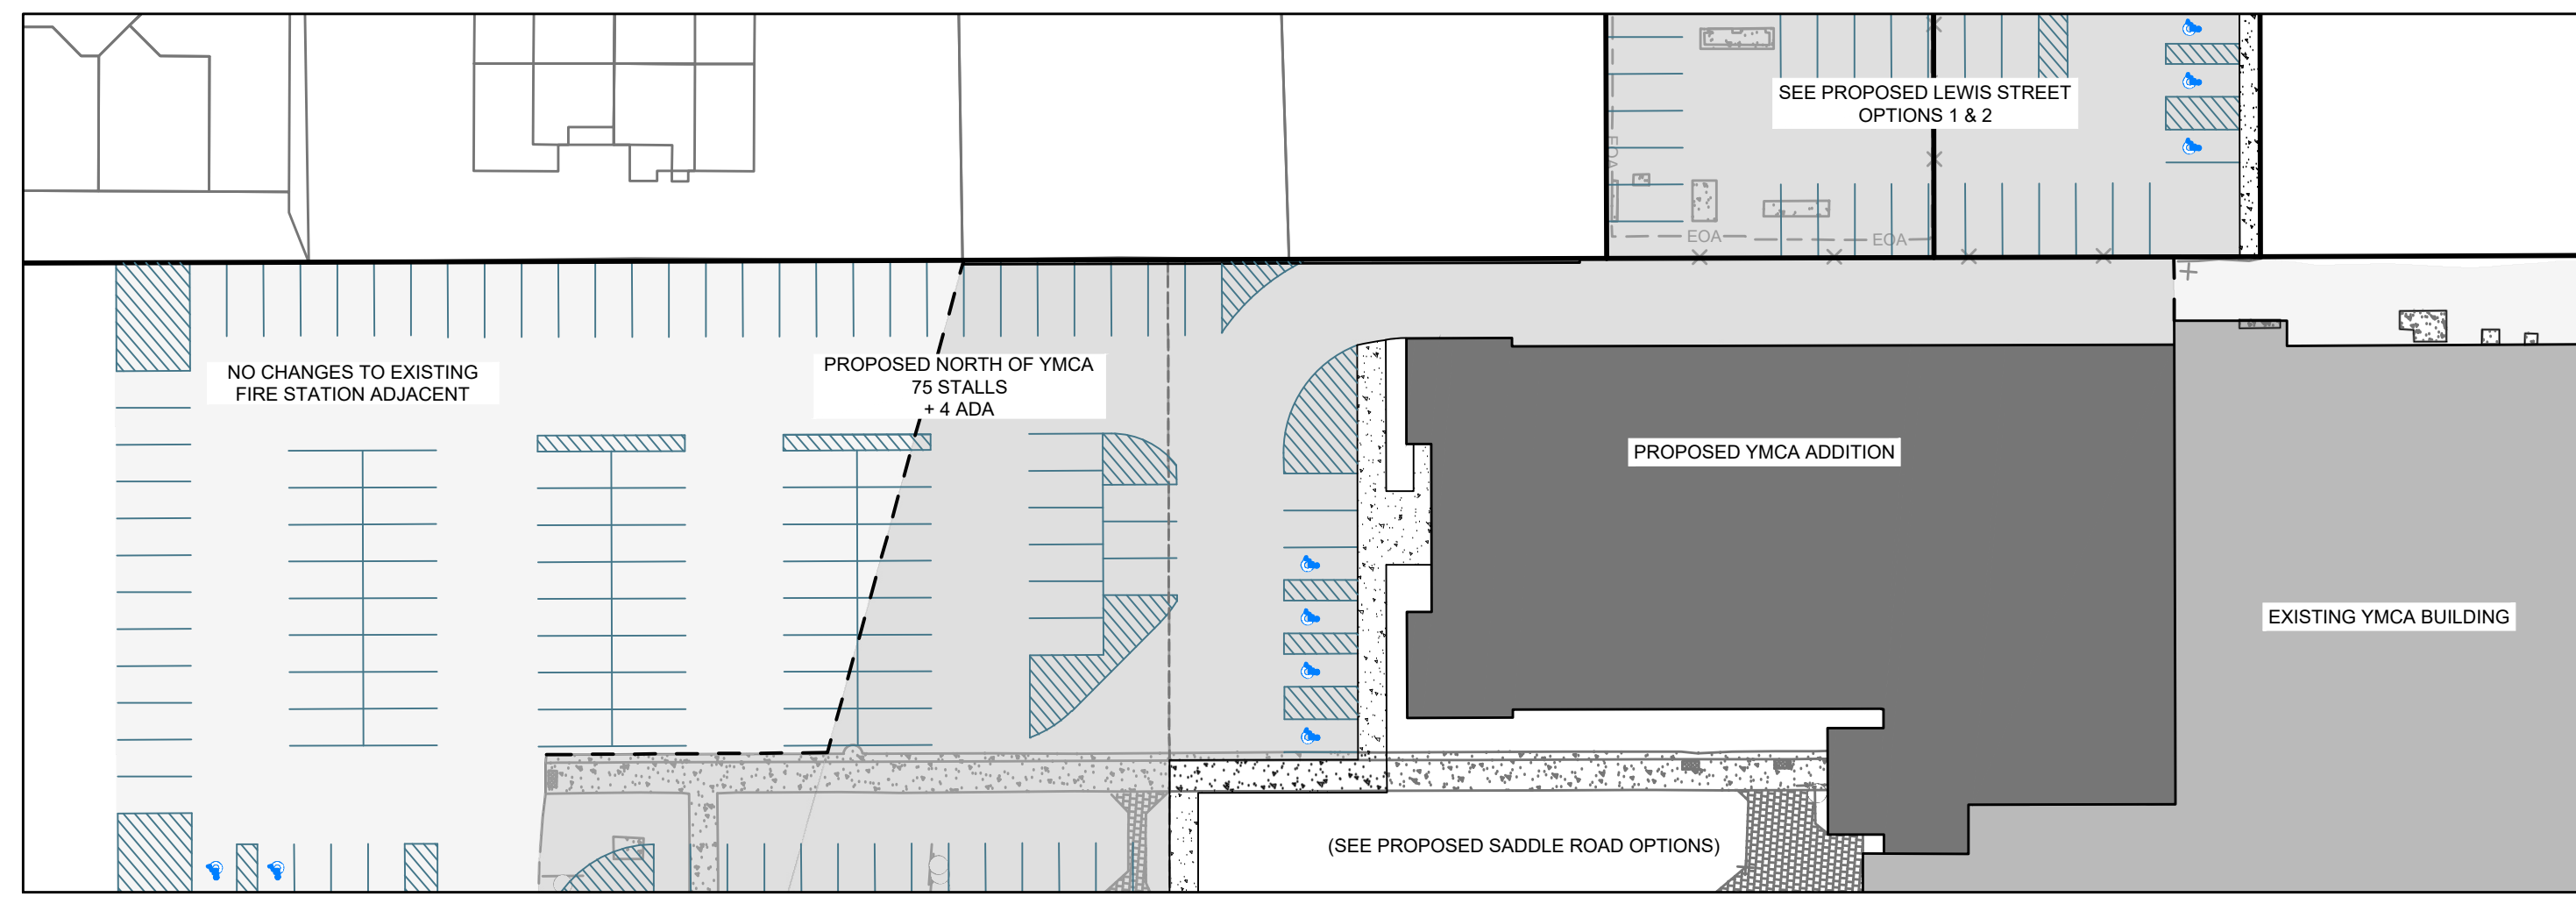 SEE PROPOSED LEWIS STREET
OPTIONS 1 & 2
EOA
EOA
EOA
NO CHANGES TO EXISTING
FIRE STATION ADJACENT
PROPOSED NORTH OF YMCA
75 STALLS
+ 4 ADA
PROPOSED YMCA ADDITION
EXISTING YMCA BUILDING
(SEE PROPOSED SADDLE ROAD OPTIONS)